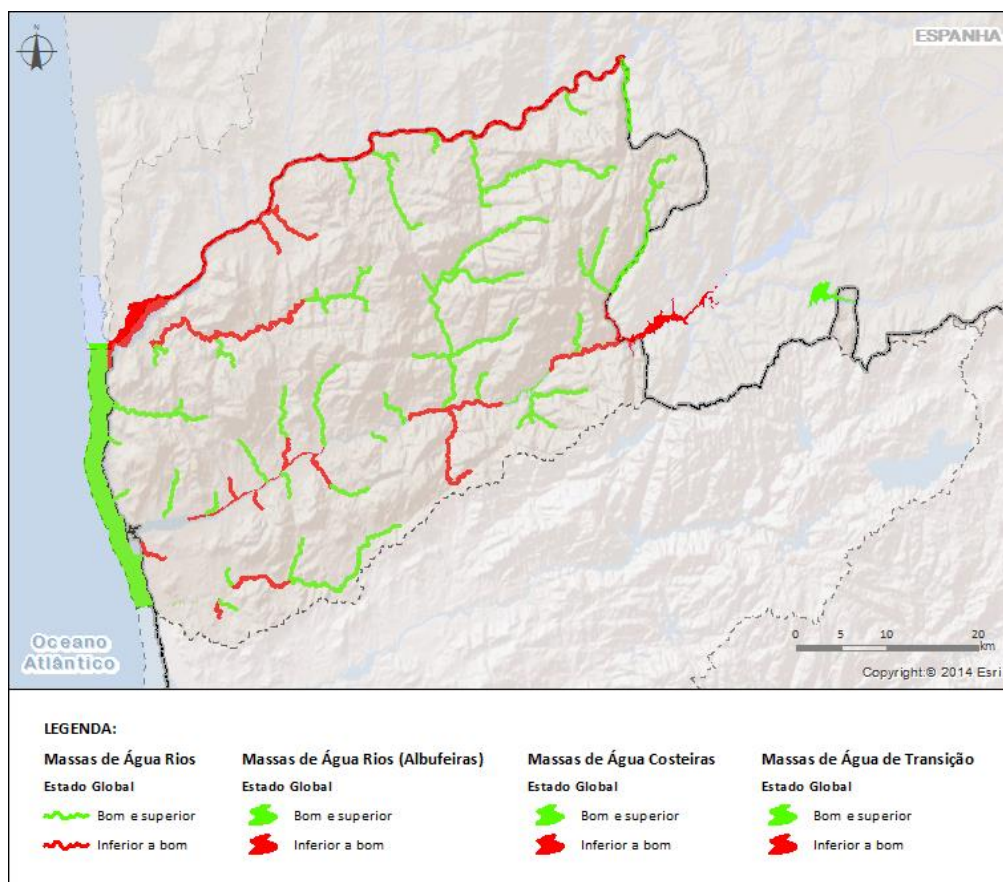 N
ESPANHA
Oceano
Atlântico
0 5 10 20
km
Copyright:© 2014 Esri
LEGENDA:
Massas de Água Rios
Estado Global
Bom e superior
Inferior a bom
Massas de Água Rios (Albufeiras)
Estado Global
Bom e superior
Inferior a bom
Massas de Água Costeiras
Estado Global
Bom e superior
Inferior a bom
Massas de Água de Transição
Estado Global
Bom e superior
Inferior a bom